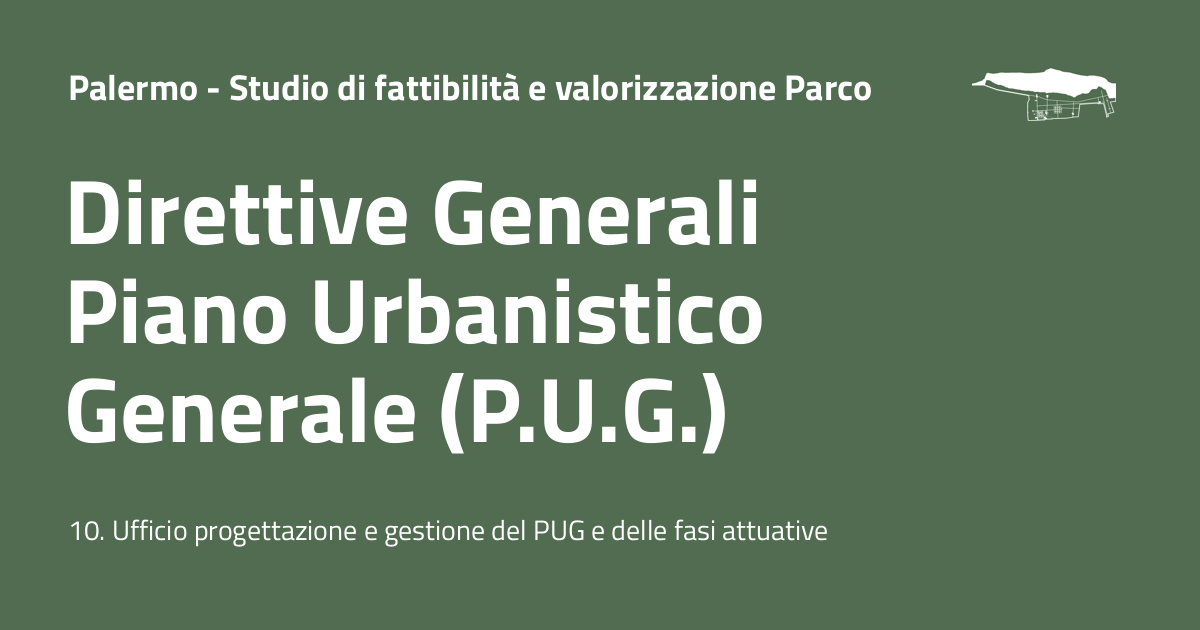 Palermo - Studio di fattibilità e valorizzazione Parco
Direttive Generali
Piano Urbanistico
Generale (P.U.G.)
10. Ufficio progettazione e gestione del PUG e delle fasi attuative